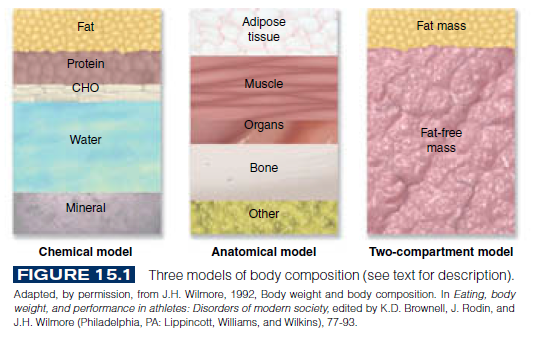 Fat
Protein
CHO
Water
Mineral
Chemical model
Adipose
tissue
Muscle
Organs
Bone
Other
Anatomical model
Fat mass
Fat-free
mass
Two-compartment model
FIGURE 15.1 Three models of body composition (see text for description).
Adapted, by permission, from J.H. Wilmore, 1992, Body weight and body composition. In Eating, body
weight, and performance in athletes: Disorders of modern society, edited by K.D. Brownell, J. Rodin, and
J.H. Wilmore (Philadelphia, PA: Lippincott, Williams, and Wilkins), 77-93.